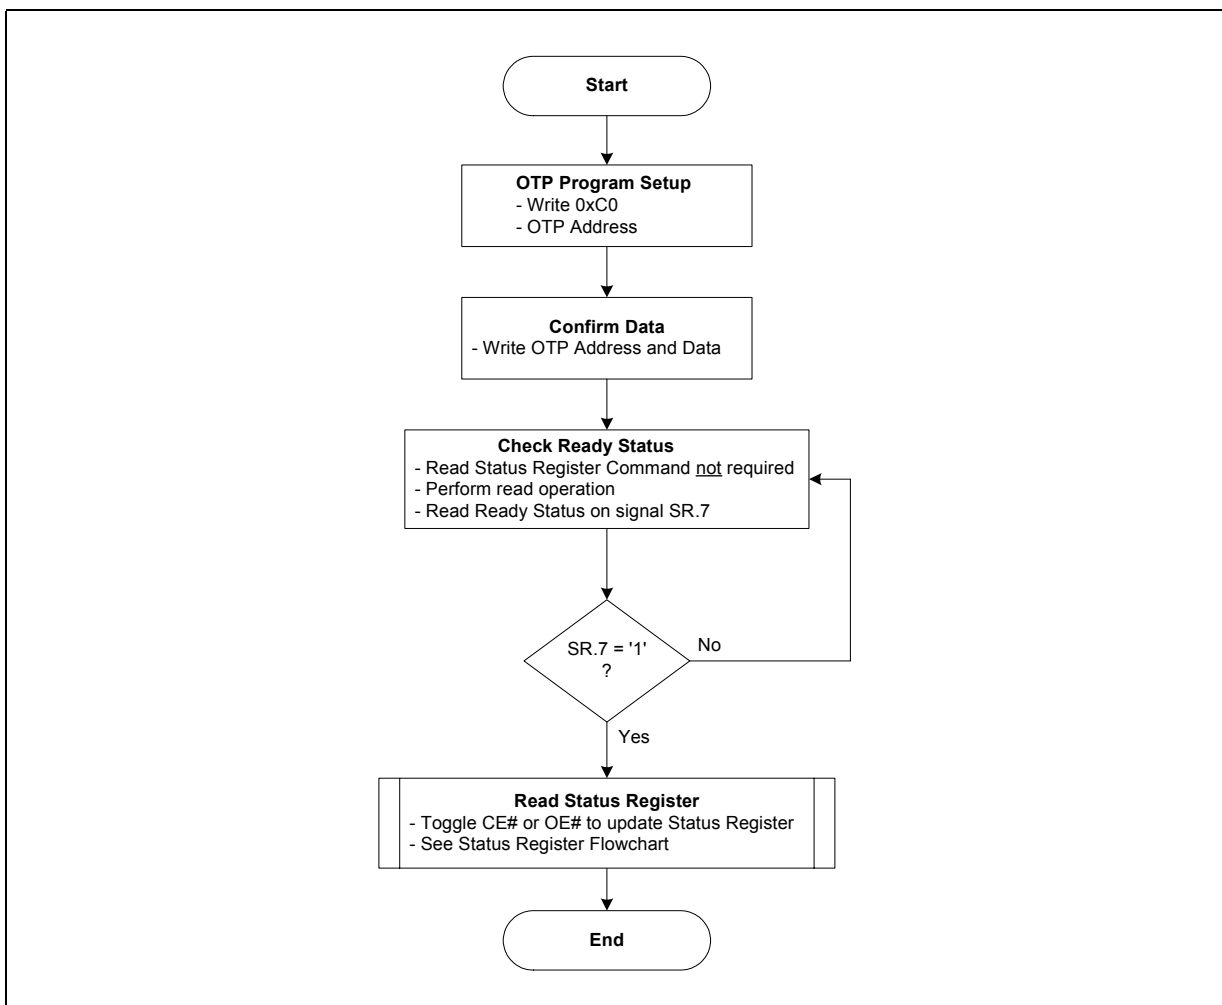 Start
OTP Program Setup
- Write 0xC0
- OTP Address
Confirm Data
- Write OTP Address and Data
Check Ready Status
- Read Status Register Command not required
- Perform read operation
- Read Ready Status on signal SR.7
SR.7 = '1'
?
No
Yes
Read Status Register
- Toggle CE# or OE# to update Status Register
- See Status Register Flowchart
End